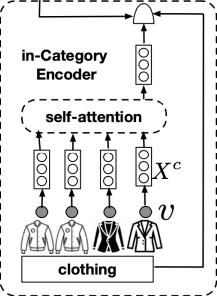 in-Category
Encoder
self-attention
X^c
v
clothing